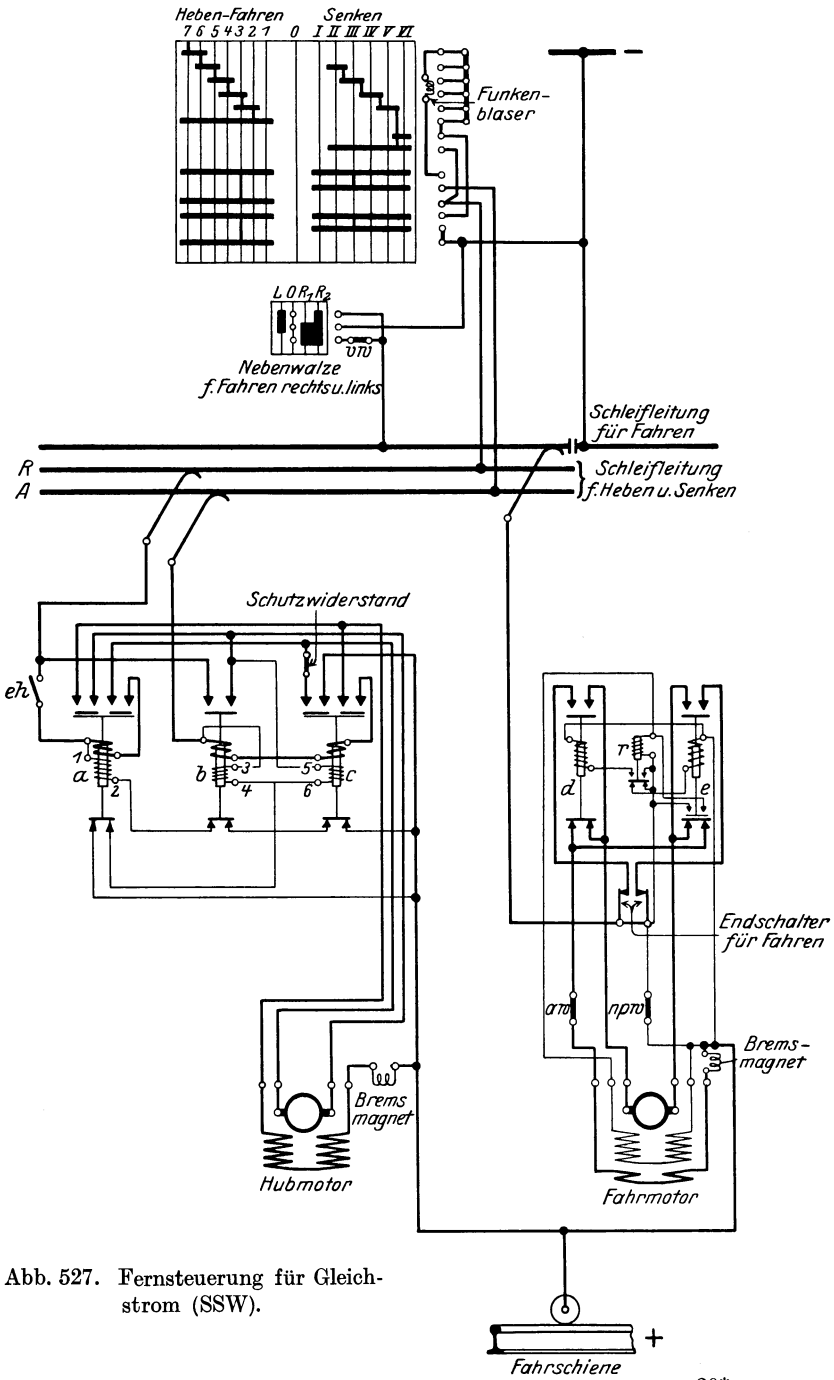 Heben-Fahren Senken
7 6 5 4 3 2 1 0 I II III IV V VI
−
Funken-
blaser
L O R1 R2
vw
Nebenwalze
f. Fahren rechts u. links
Schleifleitung
für Fahren
R
A
Schleifleitung
f. Heben u. Senken
Schutzwiderstand
eh
1
a
2
b
3
4
5
6
c
d
r
e
Endschalter
für Fahren
aw
npw
Brems-
magnet
Brems
magnet
Hubmotor
Fahrmotor
Abb. 527. Fernsteuerung für Gleich-
strom (SSW).
+
Fahrschiene